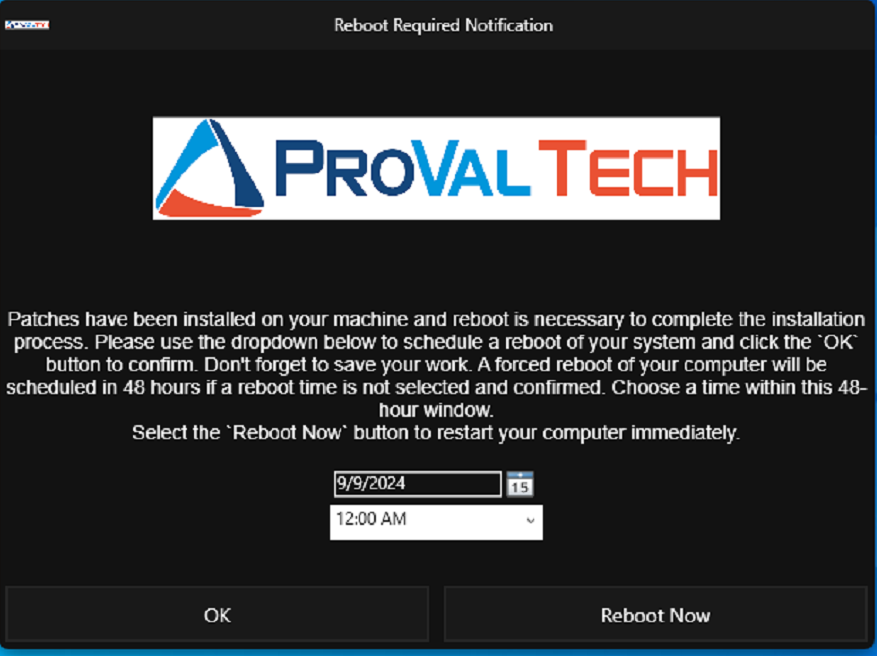 Reboot Required Notification
PROVAL TECH
Patches have been installed on your machine and reboot is necessary to complete the installation
process. Please use the dropdown below to schedule a reboot of your system and click the `OK`
button to confirm. Don't forget to save your work. A forced reboot of your computer will be
scheduled in 48 hours if a reboot time is not selected and confirmed. Choose a time within this 48-
hour window.
Select the `Reboot Now` button to restart your computer immediately.
9/9/2024
15
12:00 AM
OK
Reboot Now